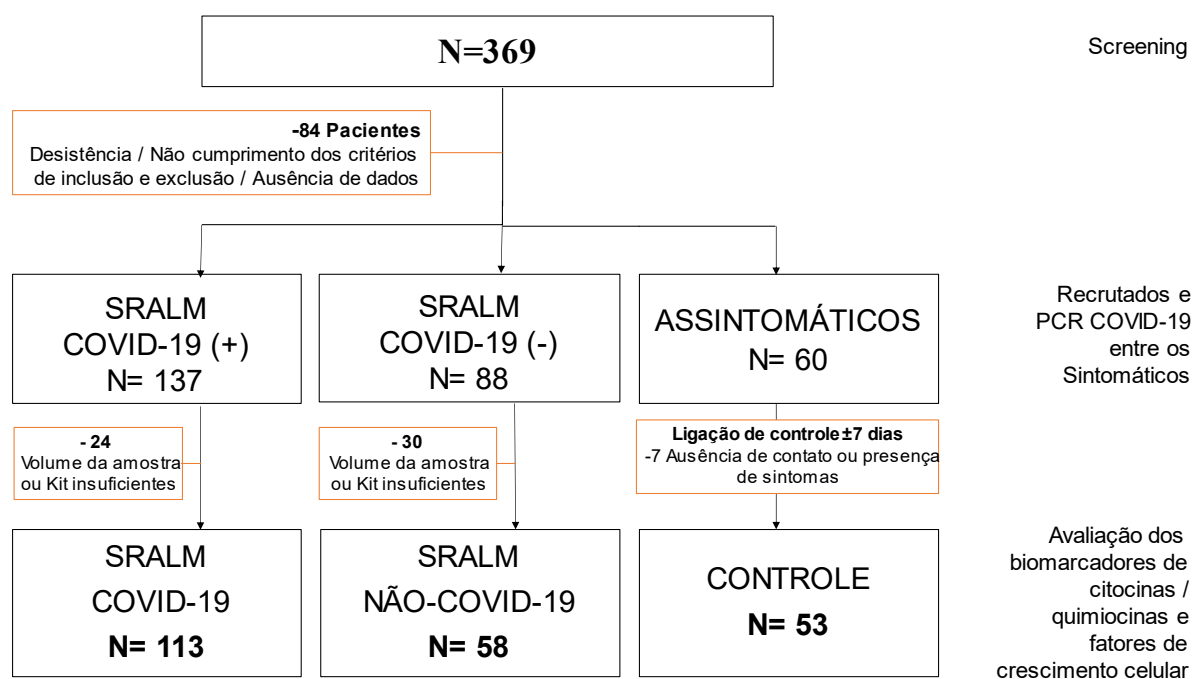 N=369
Screening
-84 Pacientes
Desistência / Não cumprimento dos critérios
de inclusão e exclusão / Ausência de dados
SRALM
COVID-19 (+)
N= 137
SRALM
COVID-19 (-)
N= 88
ASSINTOMÁTICOS
N= 60
Recrutados e
PCR COVID-19
entre os
Sintomáticos
- 24
Volume da amostra
ou Kit insuficientes
- 30
Volume da amostra
ou Kit insuficientes
Ligação de controle±7 dias
-7 Ausência de contato ou presença
de sintomas
SRALM
COVID-19
N= 113
SRALM
NÃO-COVID-19
N= 58
CONTROLE
N= 53
Avaliação dos
biomarcadores de
citocinas /
quimiocinas e
fatores de
crescimento celular